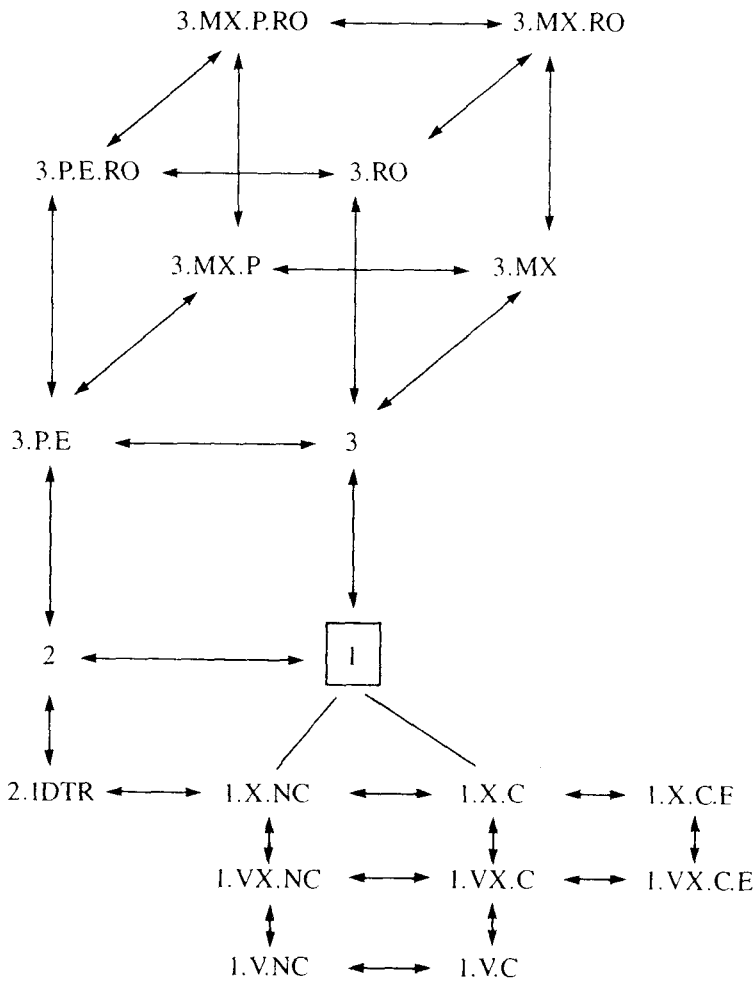 3.MX.P.RO 3.MX.RO
3.P.E.RO 3.RO
3.MX.P 3.MX
3.P.E 3
2 1
2.1DTR 1.X.NC 1.X.C 1.X.C.E
1.VX.NC 1.VX.C 1.VX.C.E
1.V.NC 1.V.C